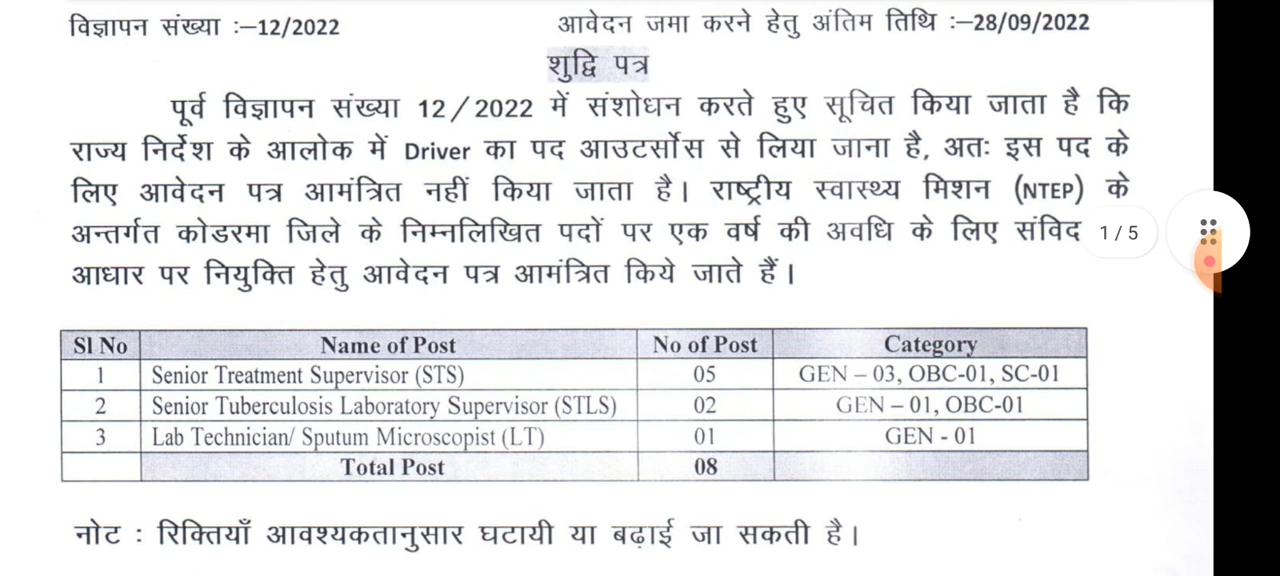 विज्ञापन संख्या :–12/2022 आवेदन जमा करने हेतु अंतिम तिथि :–28/09/2022
शुद्वि पत्र
पूर्व विज्ञापन संख्या 12/2022 में संशोधन करते हुए सूचित किया जाता है कि
राज्य निर्देश के आलोक में Driver का पद आउटर्सोस से लिया जाना है, अतः इस पद के
लिए आवेदन पत्र आमंत्रित नहीं किया जाता है। राष्ट्रीय स्वास्थ्य मिशन (NTEP) के
अन्तर्गत कोडरमा जिले के निम्नलिखित पदों पर एक वर्ष की अवधि के लिए संविद 1/5
आधार पर नियुक्ति हेतु आवेदन पत्र आमंत्रित किये जाते हैं।
Sl No Name of Post No of Post Category
1 Senior Treatment Supervisor (STS) 05 GEN – 03, OBC-01, SC-01
2 Senior Tuberculosis Laboratory Supervisor (STLS) 02 GEN – 01, OBC-01
3 Lab Technician/ Sputum Microscopist (LT) 01 GEN - 01
Total Post 08
नोट : रिक्तियाँ आवश्यकतानुसार घटायी या बढ़ाई जा सकती है।